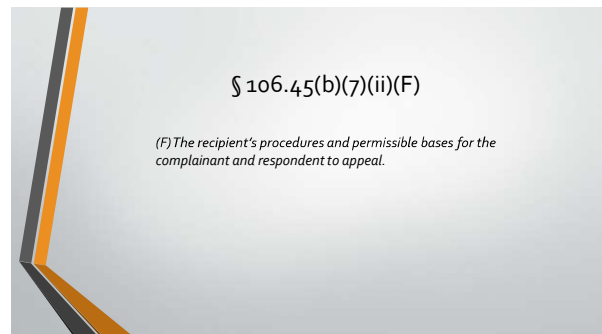 § 106.45(b)(7)(ii)(F)
(F)The recipient's procedures and permissible bases for the
complainant and respondent to appeal.